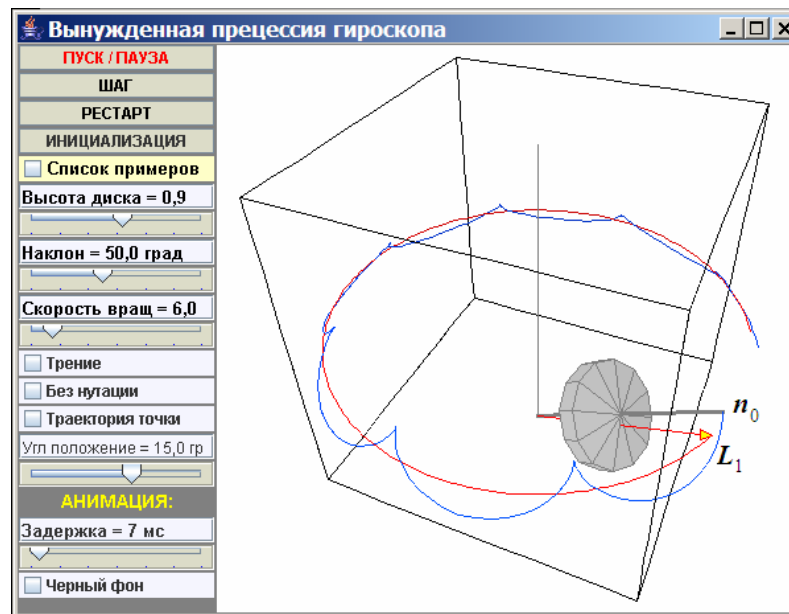 Вынужденная прецессия гироскопа
ПУСК / ПАУЗА
ШАГ
РЕСТАРТ
ИНИЦИАЛИЗАЦИЯ
Список примеров
Высота диска = 0,9
Наклон = 50,0 град
Скорость вращ = 6,0
Трение
Без нутации
Траектория точки
Угл положение = 15,0 гр
АНИМАЦИЯ:
Задержка = 7 мс
Черный фон
n₀
L₁